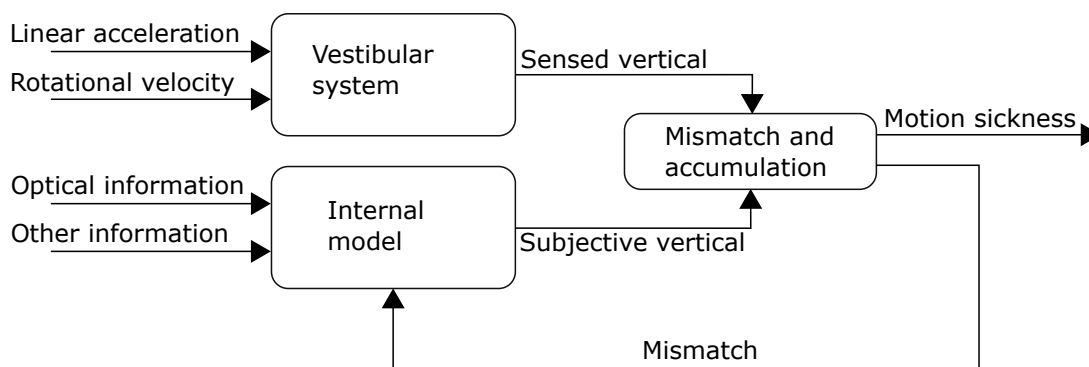 Linear acceleration
Rotational velocity
Vestibular
system
Sensed vertical
Mismatch and
accumulation
Motion sickness
Optical information
Other information
Internal
model
Subjective vertical
Mismatch